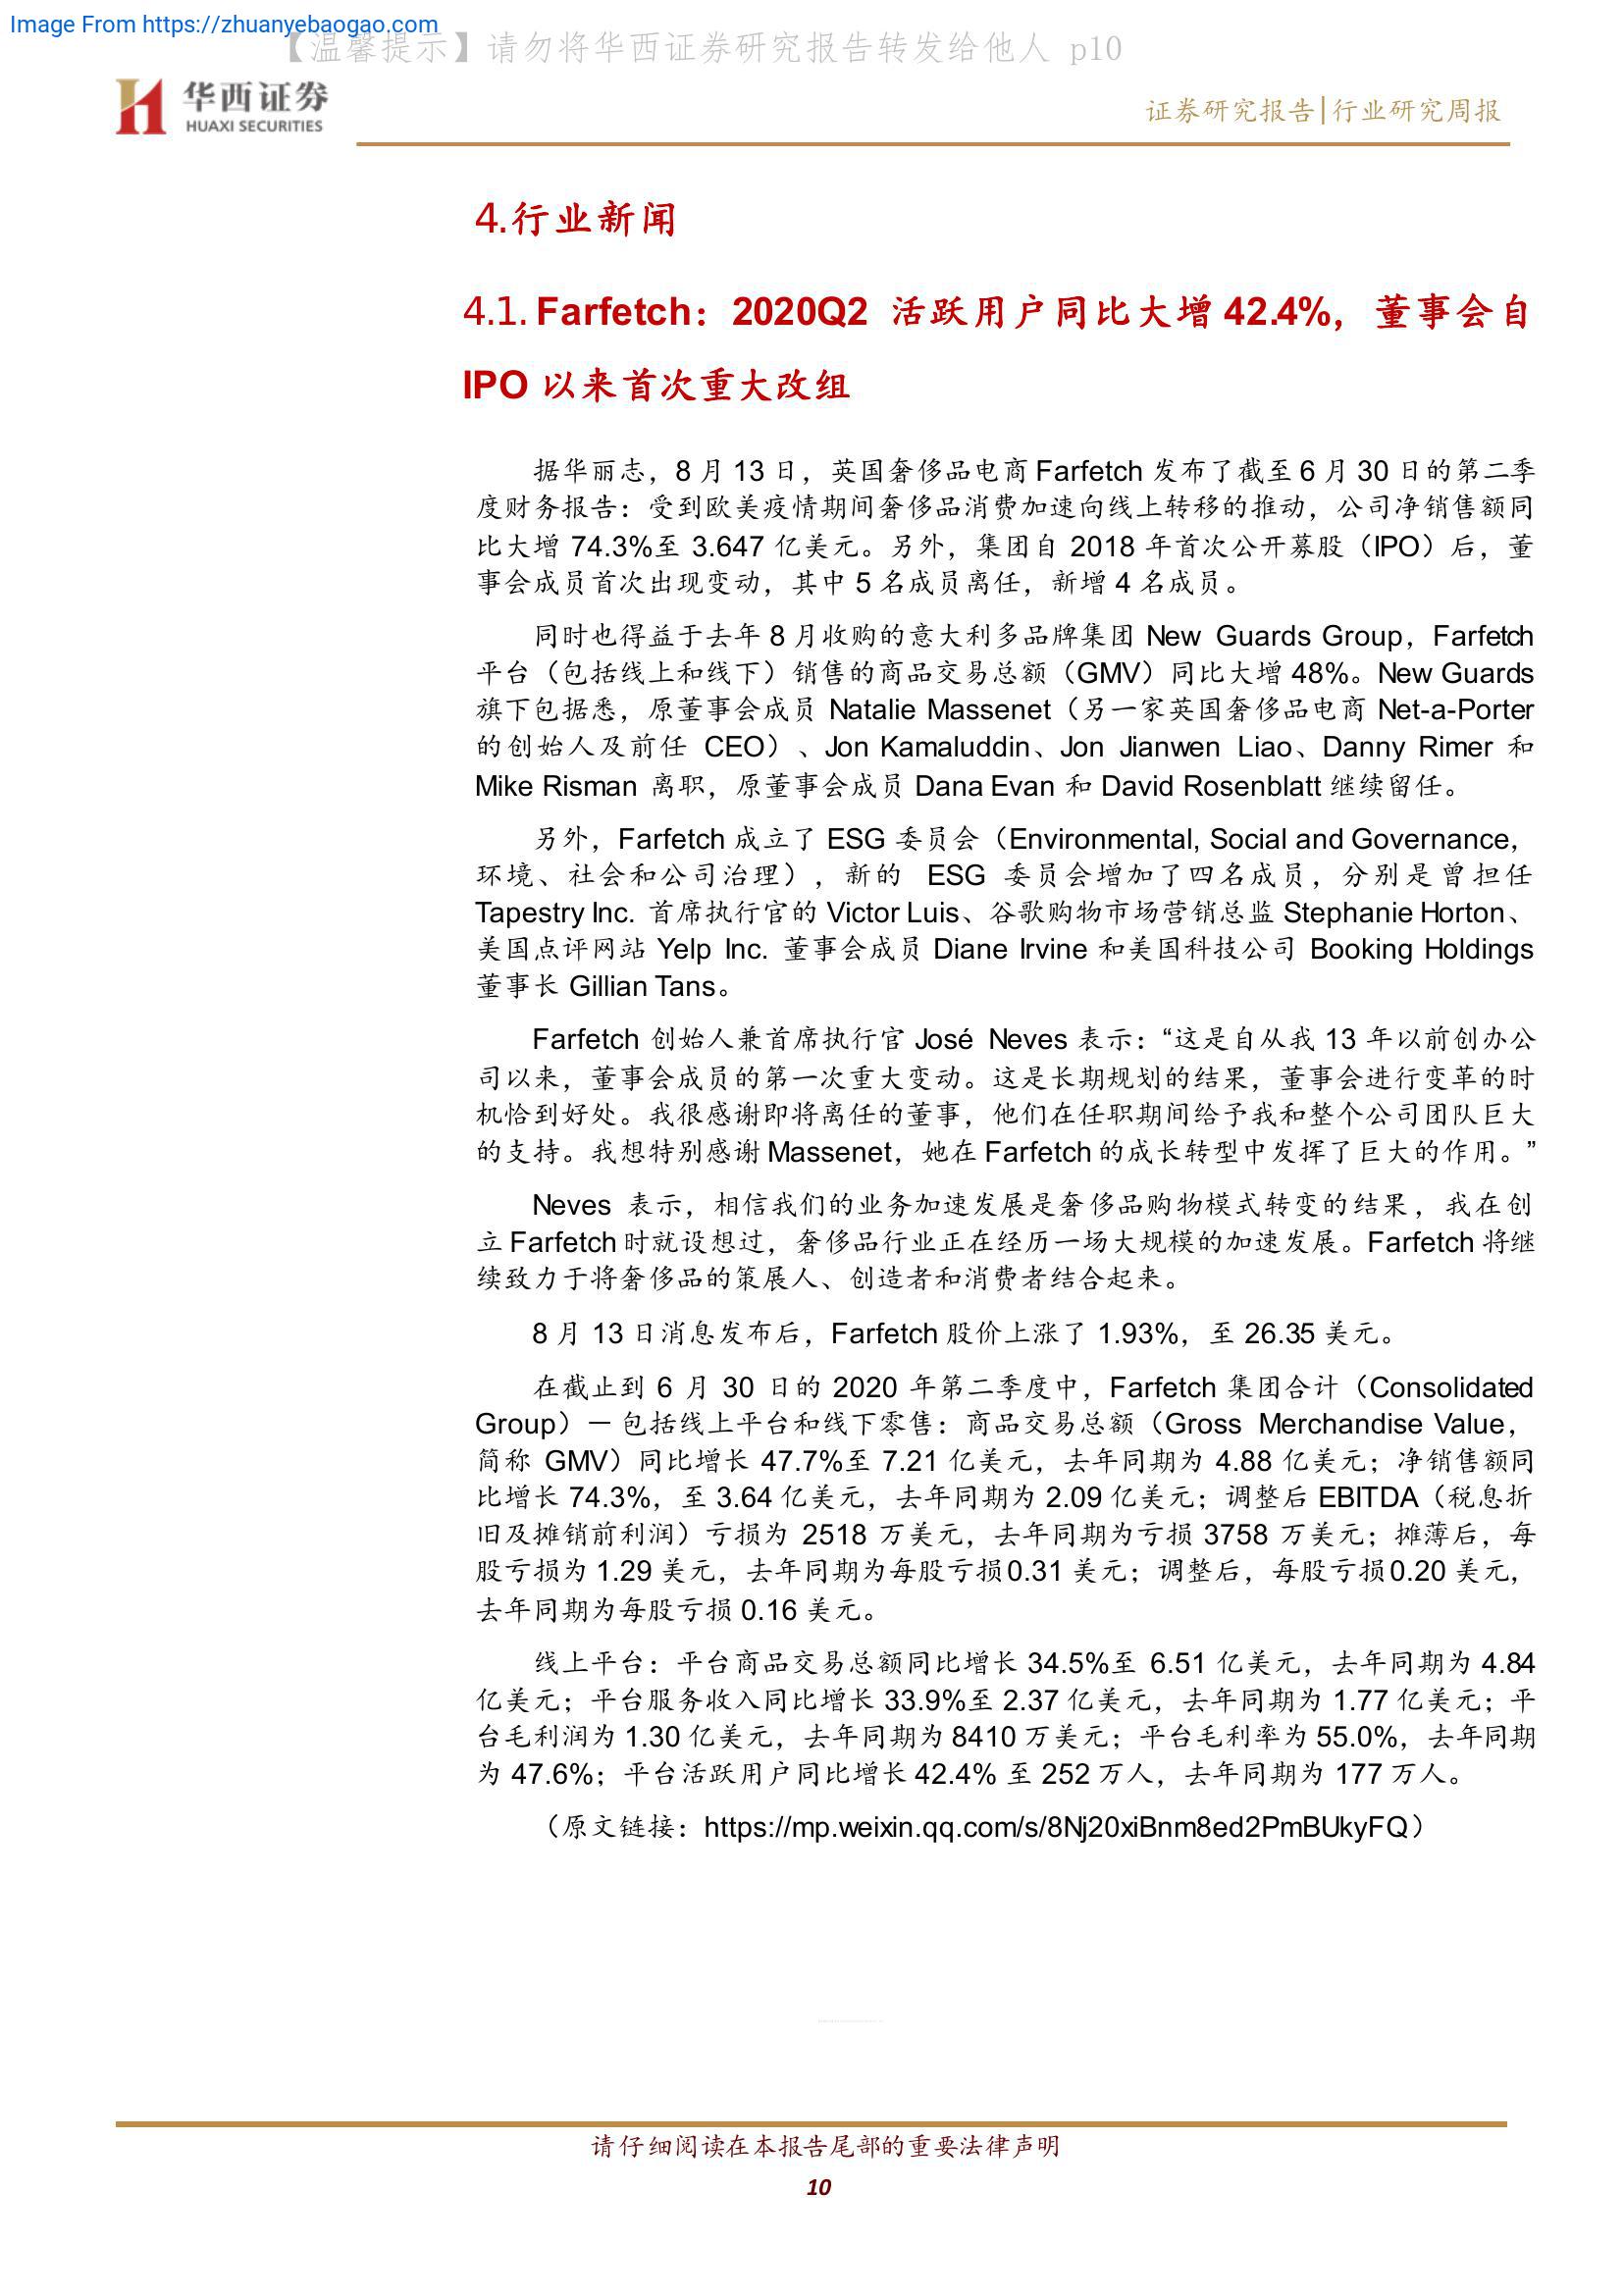 Image From https://zhuanyebaogao.com
【温馨提示】请勿将华西证券研究报告转发给他人 p10
华西证券
HUAXI SECURITIES
证券研究报告|行业研究周报
4.行业新闻
4.1. Farfetch：2020Q2 活跃用户同比大增 42.4%，董事会自
IPO 以来首次重大改组
据华丽志，8 月 13 日，英国奢侈品电商 Farfetch 发布了截至 6 月 30 日的第二季
度财务报告：受到欧美疫情期间奢侈品消费加速向线上转移的推动，公司净销售额同
比大增 74.3%至 3.647 亿美元。另外，集团自 2018 年首次公开募股（IPO）后，董
事会成员首次出现变动，其中 5 名成员离任，新增 4 名成员。
同时也得益于去年 8 月收购的意大利多品牌集团 New Guards Group，Farfetch
平台（包括线上和线下）销售的商品交易总额（GMV）同比大增 48%。New Guards
旗下包据悉，原董事会成员 Natalie Massenet（另一家英国奢侈品电商 Net-a-Porter
的创始人及前任 CEO）、Jon Kamaluddin、Jon Jianwen Liao、Danny Rimer 和
Mike Risman 离职，原董事会成员 Dana Evan 和 David Rosenblatt 继续留任。
另外，Farfetch 成立了 ESG 委员会（Environmental, Social and Governance，
环境、社会和公司治理），新的 ESG 委员会增加了四名成员，分别是曾担任
Tapestry Inc. 首席执行官的 Victor Luis、谷歌购物市场营销总监 Stephanie Horton、
美国点评网站 Yelp Inc. 董事会成员 Diane Irvine 和美国科技公司 Booking Holdings
董事长 Gillian Tans。
Farfetch 创始人兼首席执行官 José Neves 表示：“这是自从我 13 年以前创办公
司以来，董事会成员的第一次重大变动。这是长期规划的结果，董事会进行变革的时
机恰到好处。我很感谢即将离任的董事，他们在任职期间给予我和整个公司团队巨大
的支持。我想特别感谢 Massenet，她在 Farfetch 的成长转型中发挥了巨大的作用。”
Neves 表示，相信我们的业务加速发展是奢侈品购物模式转变的结果，我在创
立 Farfetch 时就设想过，奢侈品行业正在经历一场大规模的加速发展。Farfetch 将继
续致力于将奢侈品的策展人、创造者和消费者结合起来。
8 月 13 日消息发布后，Farfetch 股价上涨了 1.93%，至 26.35 美元。
在截止到 6 月 30 日的 2020 年第二季度中，Farfetch 集团合计（Consolidated
Group）— 包括线上平台和线下零售：商品交易总额（Gross Merchandise Value，
简称 GMV）同比增长 47.7%至 7.21 亿美元，去年同期为 4.88 亿美元；净销售额同
比增长 74.3%，至 3.64 亿美元，去年同期为 2.09 亿美元；调整后 EBITDA（税息折
旧及摊销前利润）亏损为 2518 万美元，去年同期为亏损 3758 万美元；摊薄后，每
股亏损为 1.29 美元，去年同期为每股亏损 0.31 美元；调整后，每股亏损 0.20 美元，
去年同期为每股亏损 0.16 美元。
线上平台：平台商品交易总额同比增长 34.5%至 6.51 亿美元，去年同期为 4.84
亿美元；平台服务收入同比增长 33.9%至 2.37 亿美元，去年同期为 1.77 亿美元；平
台毛利润为 1.30 亿美元，去年同期为 8410 万美元；平台毛利率为 55.0%，去年同期
为 47.6%；平台活跃用户同比增长 42.4% 至 252 万人，去年同期为 177 万人。
（原文链接：https://mp.weixin.qq.com/s/8Nj20xiBnm8ed2PmBUkyFQ）
请仔细阅读在本报告尾部的重要法律声明
10